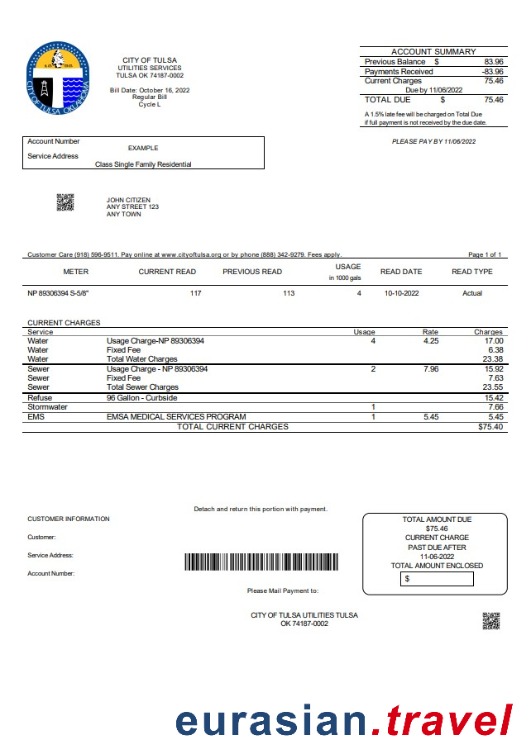 CITY OF TULSA OKLAHOMA
CITY OF TULSA
UTILITIES SERVICES
TULSA OK 74187-0002
Bill Date: October 16, 2022
Regular Bill
Cycle L
ACCOUNT SUMMARY
Previous Balance $ 83.96
Payments Received -83.96
Current Charges 75.46
Due by 11/06/2022
TOTAL DUE $ 75.46
A 1.5% late fee will be charged on Total Due
if full payment is not received by the due date.
PLEASE PAY BY 11/06/2022
Account Number EXAMPLE
Service Address
Class Single Family Residential
JOHN CITIZEN
ANY STREET 123
ANY TOWN
Customer Care (918) 596-9511. Pay online at www.cityoftulsa.org or by phone (888) 342-9279. Fees apply. Page 1 of 1
METER CURRENT READ PREVIOUS READ USAGE in 1000 gals READ DATE READ TYPE
NP 89306394 S-5/8" 117 113 4 10-10-2022 Actual
CURRENT CHARGES
Service Usage Rate Charges
Water Usage Charge-NP 89306394 4 4.25 17.00
Water Fixed Fee 6.38
Water Total Water Charges 23.38
Sewer Usage Charge - NP 89306394 2 7.96 15.92
Sewer Fixed Fee 7.63
Sewer Total Sewer Charges 23.55
Refuse 96 Gallon - Curbside 15.42
Stormwater 1 7.66
EMS EMSA MEDICAL SERVICES PROGRAM 1 5.45 5.45
TOTAL CURRENT CHARGES $75.40
Detach and return this portion with payment.
CUSTOMER INFORMATION
Customer:
Service Address:
Account Number:
TOTAL AMOUNT DUE
$75.46
CURRENT CHARGE
PAST DUE AFTER
11-06-2022
TOTAL AMOUNT ENCLOSED
$
Please Mail Payment to:
CITY OF TULSA UTILITIES TULSA
OK 74187-0002
eurasian.travel